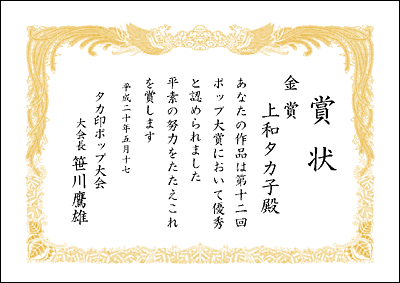 賞状
金賞
上和タカ子殿
あなたの作品は第十二回
ポップ大賞において優秀
と認められました
平素の努力をたたえこれ
を賞します
平成二十年五月十七
タカ印ポップ大会
大会長 笹川鷹雄